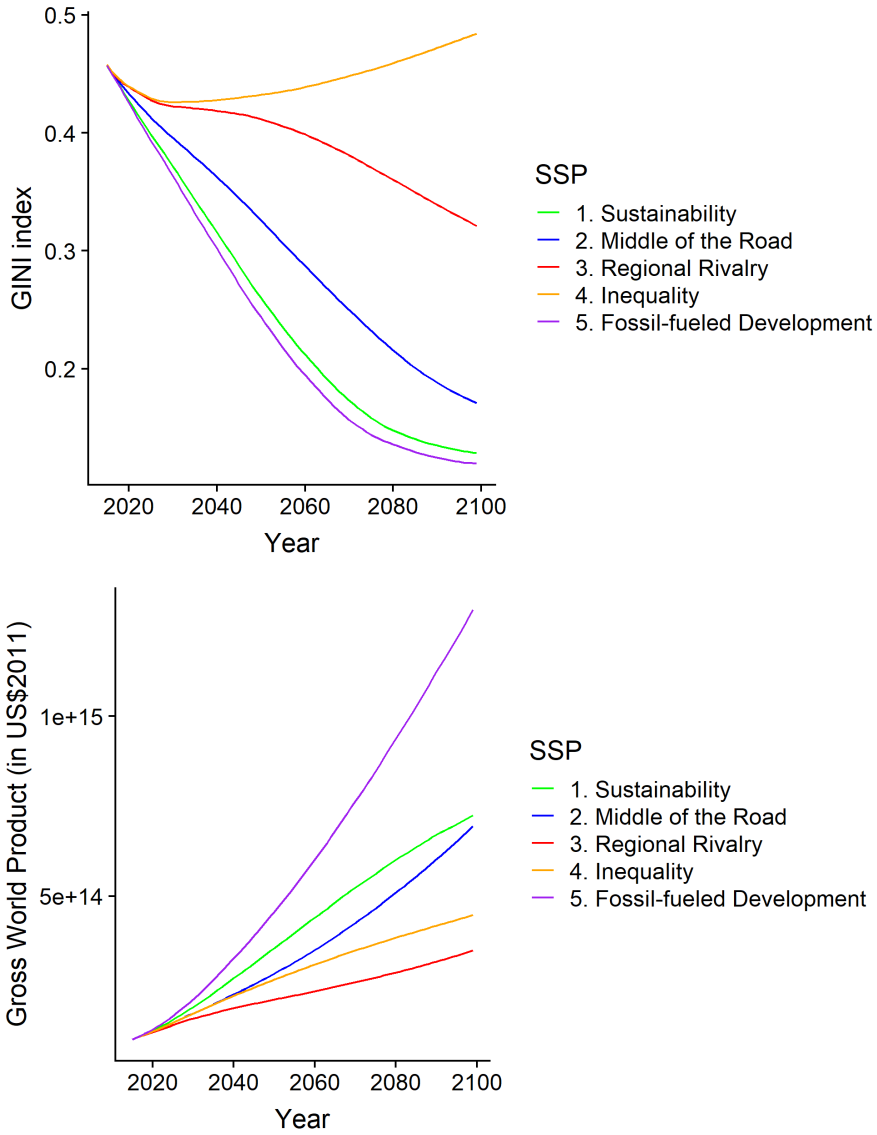 0.5
0.4
0.3
0.2
GINI index
2020 2040 2060 2080 2100
Year
SSP
1. Sustainability
2. Middle of the Road
3. Regional Rivalry
4. Inequality
5. Fossil-fueled Development
1e+15
5e+14
Gross World Product (in US$2011)
2020 2040 2060 2080 2100
Year
SSP
1. Sustainability
2. Middle of the Road
3. Regional Rivalry
4. Inequality
5. Fossil-fueled Development